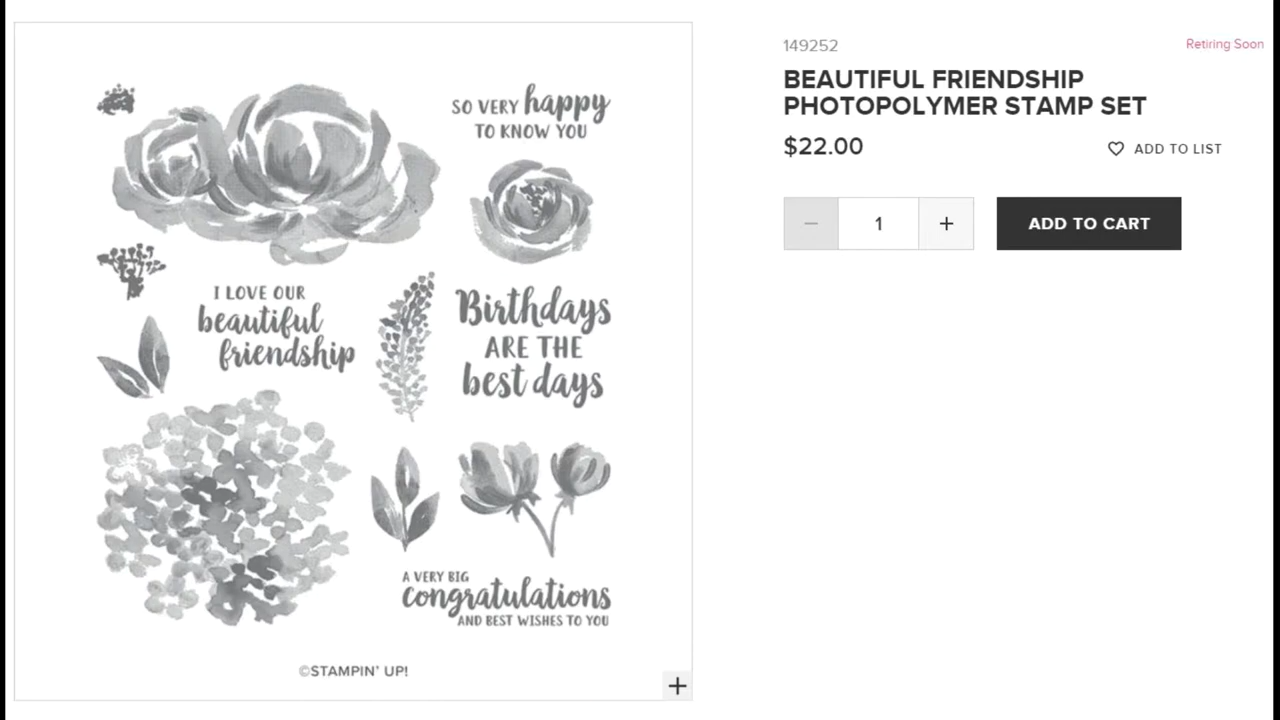 SO VERY happy
TO KNOW YOU
I LOVE OUR
beautiful
friendship
Birthdays
ARE THE
best days
A VERY BIG
congratulations
AND BEST WISHES TO YOU
©STAMPIN' UP!
+
149252
Retiring Soon
BEAUTIFUL FRIENDSHIP
PHOTOPOLYMER STAMP SET
$22.00
ADD TO LIST
− 1 +
ADD TO CART